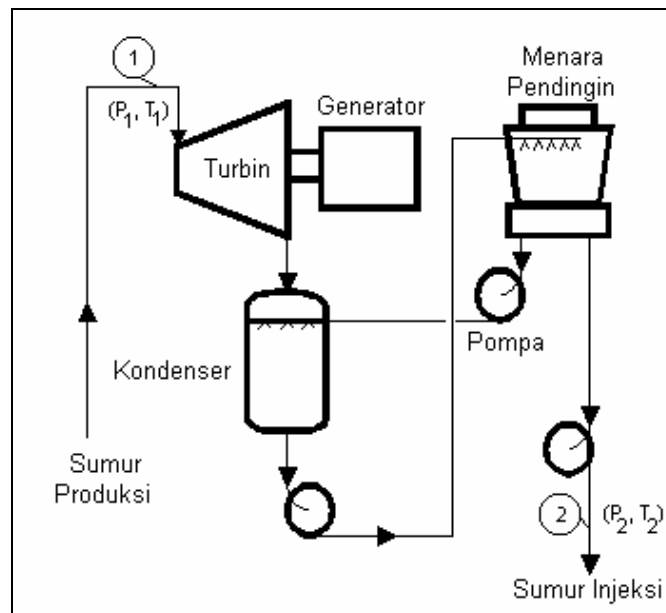 1
(P1, T1)
Turbin
Generator
Menara
Pendingin
Pompa
Kondenser
Sumur
Produksi
2
(P2, T2)
Sumur Injeksi